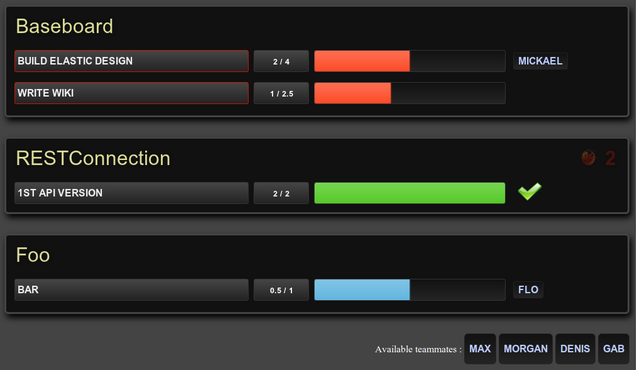 Baseboard
BUILD ELASTIC DESIGN 2 / 4 MICKAEL
WRITE WIKI 1 / 2.5
RESTConnection 2
1ST API VERSION 2 / 2
Foo
BAR 0.5 / 1 FLO
Available teammates : MAX MORGAN DENIS GAB